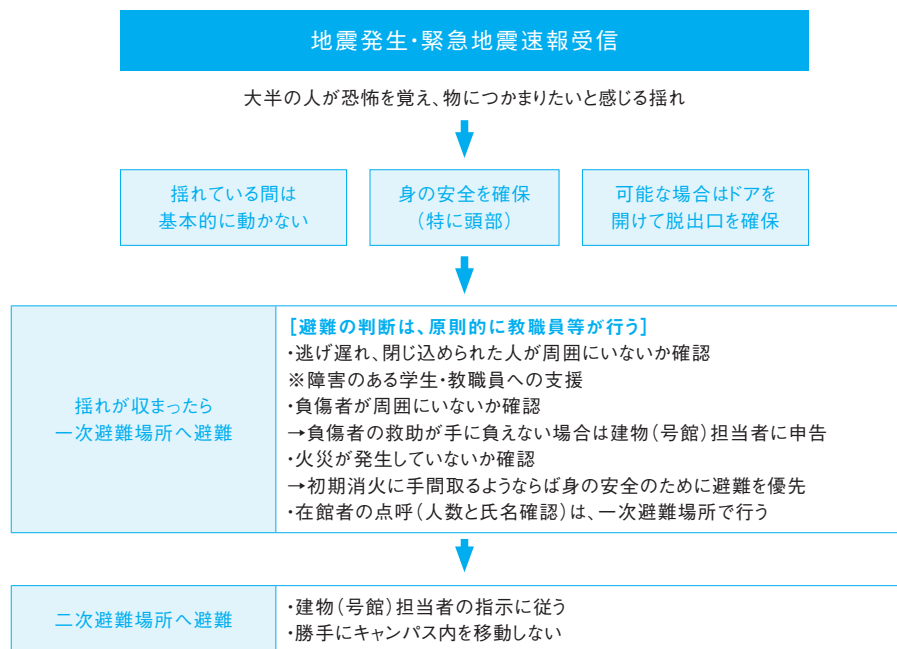 地震発生・緊急地震速報受信
大半の人が恐怖を覚え、物につかまりたいと感じる揺れ
揺れている間は
基本的に動かない
身の安全を確保
（特に頭部）
可能な場合はドアを
開けて脱出口を確保
揺れが収まったら
一次避難場所へ避難
［避難の判断は、原則的に教職員等が行う］
・逃げ遅れ、閉じ込められた人が周囲にいないか確認
※障害のある学生・教職員への支援
・負傷者が周囲にいないか確認
→負傷者の救助が手に負えない場合は建物（号館）担当者に申告
・火災が発生していないか確認
→初期消火に手間取るようならば身の安全のために避難を優先
・在館者の点呼（人数と氏名確認）は、一次避難場所で行う
二次避難場所へ避難
・建物（号館）担当者の指示に従う
・勝手にキャンパス内を移動しない